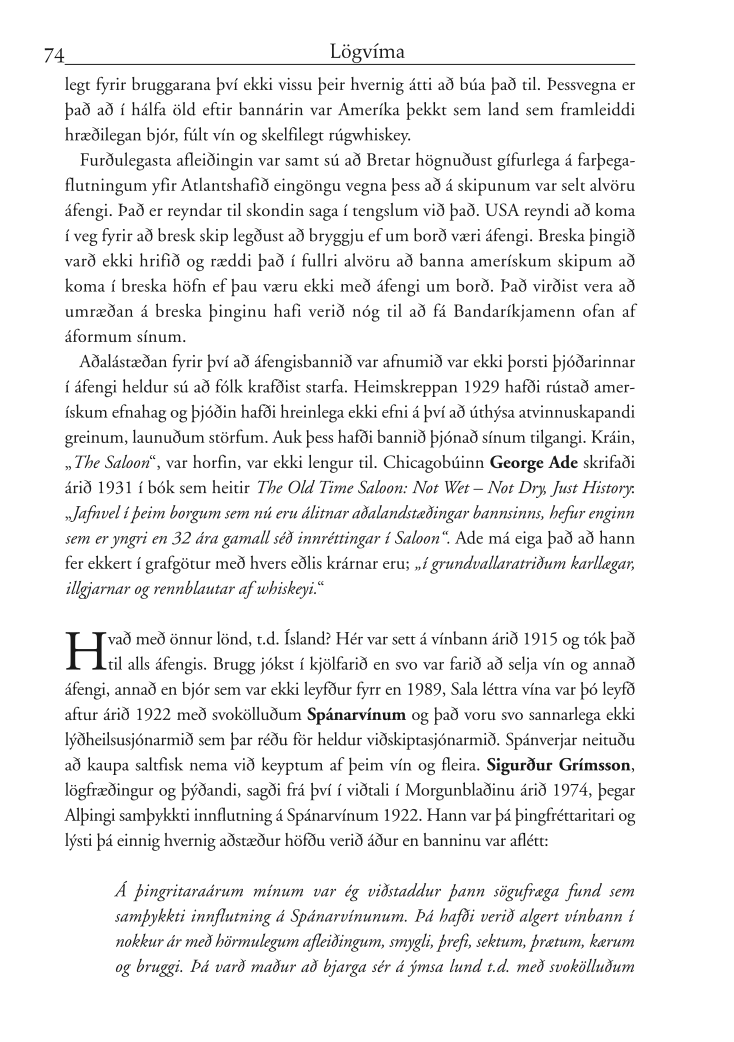 74
Lögvíma
legt fyrir bruggarana því ekki vissu þeir hvernig átti að búa það til. Þessvegna er
það að í hálfa öld eftir bannárin var Ameríka þekkt sem land sem framleiddi
hræðilegan bjór, fúlt vín og skelfilegt rúgwhiskey.
Furðulegasta afleiðingin var samt sú að Bretar högnuðust gífurlega á farþega-
flutningum yfir Atlantshafið eingöngu vegna þess að á skipunum var selt alvöru
áfengi. Það er reyndar til skondin saga í tengslum við það. USA reyndi að koma
í veg fyrir að bresk skip legðust að bryggju ef um borð væri áfengi. Breska þingið
varð ekki hrifið og ræddi það í fullri alvöru að banna amerískum skipum að
koma í breska höfn ef þau væru ekki með áfengi um borð. Það virðist vera að
umræðan á breska þinginu hafi verið nóg til að fá Bandaríkjamenn ofan af
áformum sínum.
Aðalástæðan fyrir því að áfengisbannið var afnumið var ekki þorsti þjóðarinnar
í áfengi heldur sú að fólk krafðist starfa. Heimskreppan 1929 hafði rústað amer-
ískum efnahag og þjóðin hafði hreinlega ekki efni á því að úthýsa atvinnuskapandi
greinum, launuðum störfum. Auk þess hafði bannið þjónað sínum tilgangi. Kráin,
„The Saloon“, var horfin, var ekki lengur til. Chicagobúinn George Ade skrifaði
árið 1931 í bók sem heitir The Old Time Saloon: Not Wet – Not Dry, Just History:
„Jafnvel í þeim borgum sem nú eru álitnar aðalandstæðingar bannsinns, hefur enginn
sem er yngri en 32 ára gamall séð innréttingar í Saloon“. Ade má eiga það að hann
fer ekkert í grafgötur með hvers eðlis krárnar eru; „í grundvallaratriðum karllægar,
illgjarnar og rennblautar af whiskeyi.“
Hvað með önnur lönd, t.d. Ísland? Hér var sett á vínbann árið 1915 og tók það
til alls áfengis. Brugg jókst í kjölfarið en svo var farið að selja vín og annað
áfengi, annað en bjór sem var ekki leyfður fyrr en 1989, Sala léttra vína var þó leyfð
aftur árið 1922 með svokölluðum Spánarvínum og það voru svo sannarlega ekki
lýðheilsusjónarmið sem þar réðu för heldur viðskiptasjónarmið. Spánverjar neituðu
að kaupa saltfisk nema við keyptum af þeim vín og fleira. Sigurður Grímsson,
lögfræðingur og þýðandi, sagði frá því í viðtali í Morgunblaðinu árið 1974, þegar
Alþingi samþykkti innflutning á Spánarvínum 1922. Hann var þá þingfréttaritari og
lýsti þá einnig hvernig aðstæður höfðu verið áður en banninu var aflétt:
Á þingritaraárum mínum var ég viðstaddur þann sögufræga fund sem
samþykkti innflutning á Spánarvínunum. Þá hafði verið algert vínbann í
nokkur ár með hörmulegum afleiðingum, smygli, þrefi, sektum, þrætum, kærum
og bruggi. Þá varð maður að bjarga sér á ýmsa lund t.d. með svokölluðum